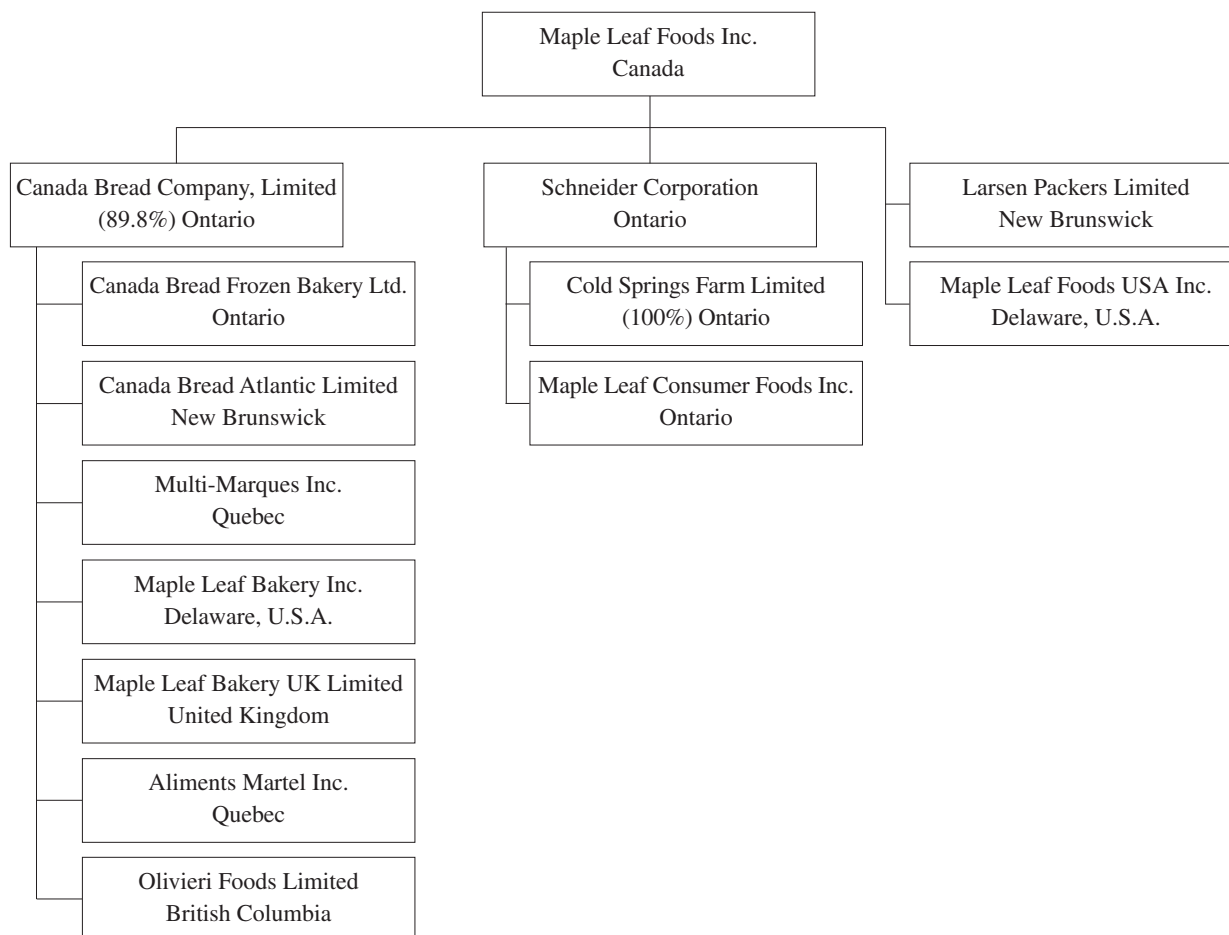 Maple Leaf Foods Inc.
Canada
Canada Bread Company, Limited
(89.8%) Ontario
Canada Bread Frozen Bakery Ltd.
Ontario
Canada Bread Atlantic Limited
New Brunswick
Multi-Marques Inc.
Quebec
Maple Leaf Bakery Inc.
Delaware, U.S.A.
Maple Leaf Bakery UK Limited
United Kingdom
Aliments Martel Inc.
Quebec
Olivieri Foods Limited
British Columbia
Schneider Corporation
Ontario
Cold Springs Farm Limited
(100%) Ontario
Maple Leaf Consumer Foods Inc.
Ontario
Larsen Packers Limited
New Brunswick
Maple Leaf Foods USA Inc.
Delaware, U.S.A.